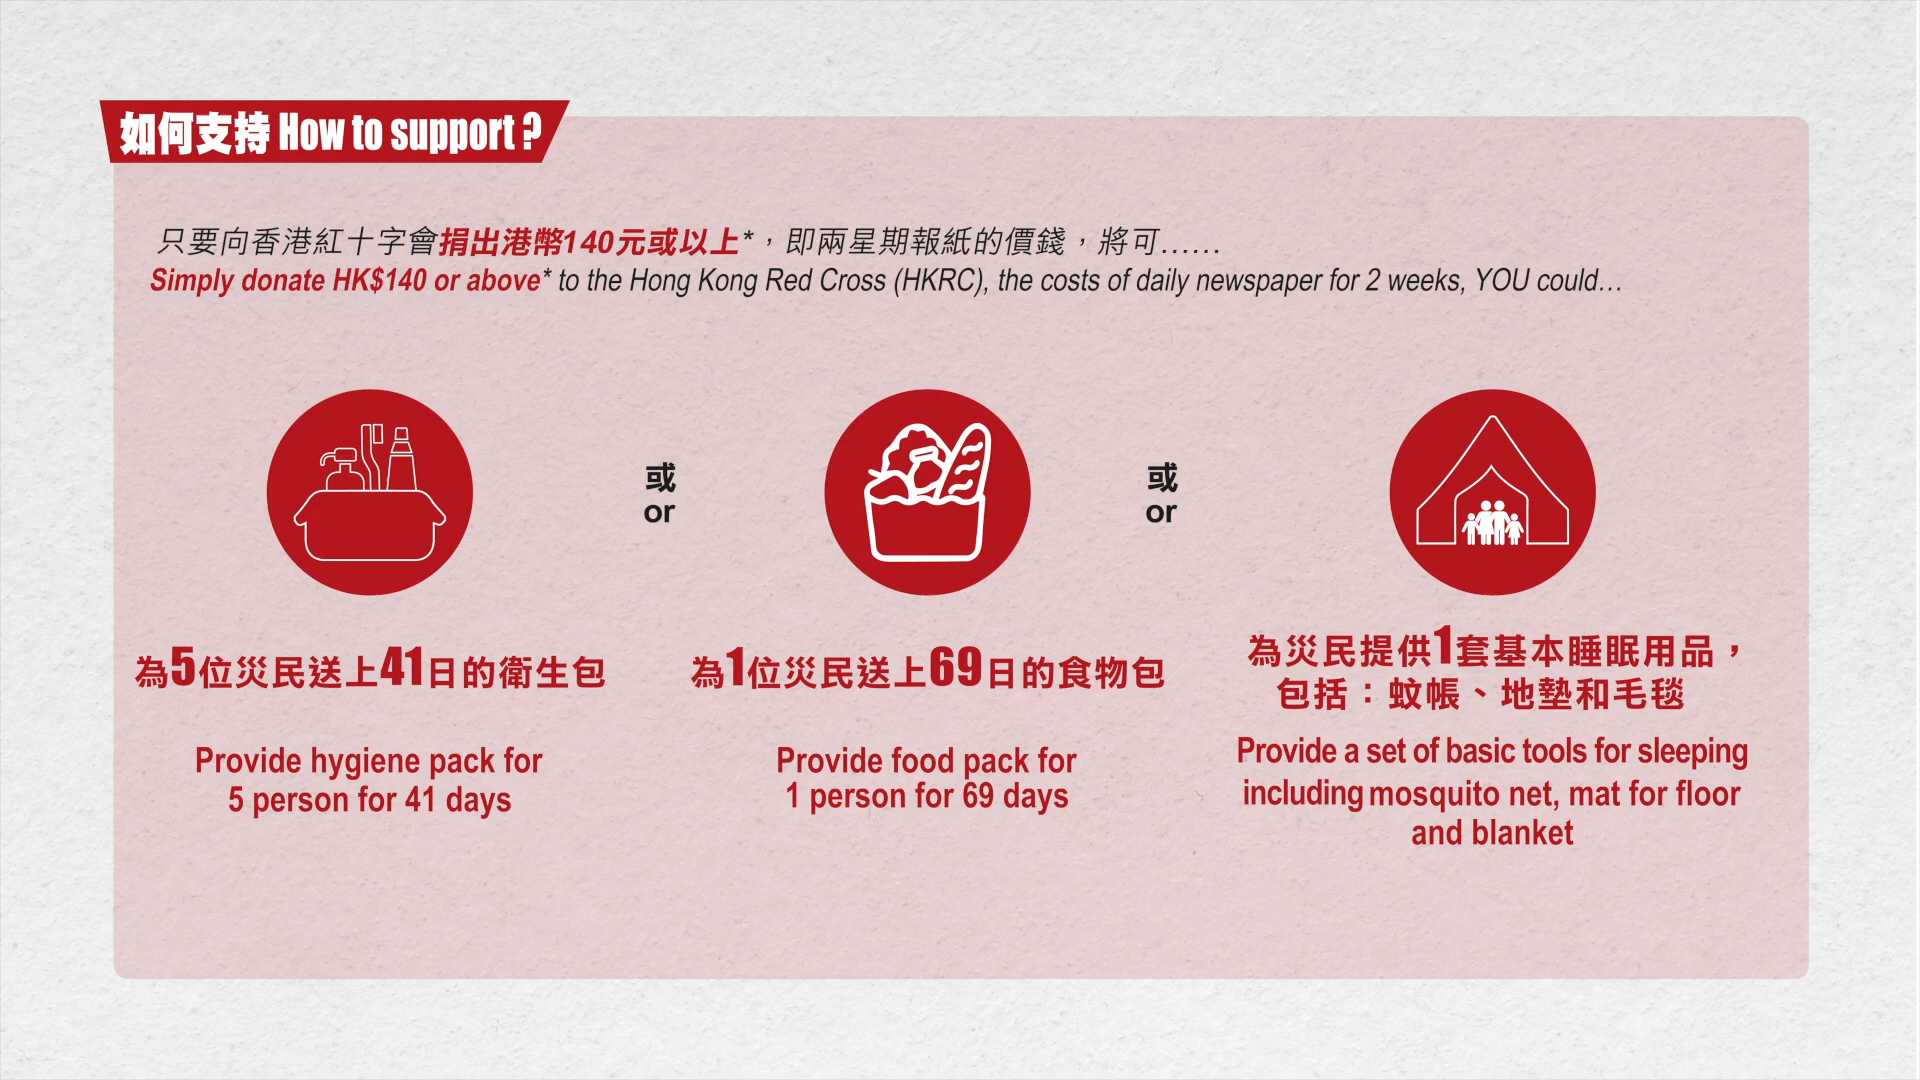 如何支持 How to support ?
只要向香港紅十字會捐出港幣140元或以上*，即兩星期報紙的價錢，將可……
Simply donate HK$140 or above* to the Hong Kong Red Cross (HKRC), the costs of daily newspaper for 2 weeks, YOU could…
為5位災民送上41日的衛生包
Provide hygiene pack for
5 person for 41 days
或
or
為1位災民送上69日的食物包
Provide food pack for
1 person for 69 days
或
or
為災民提供1套基本睡眠用品，
包括：蚊帳、地墊和毛毯
Provide a set of basic tools for sleeping
including mosquito net, mat for floor
and blanket